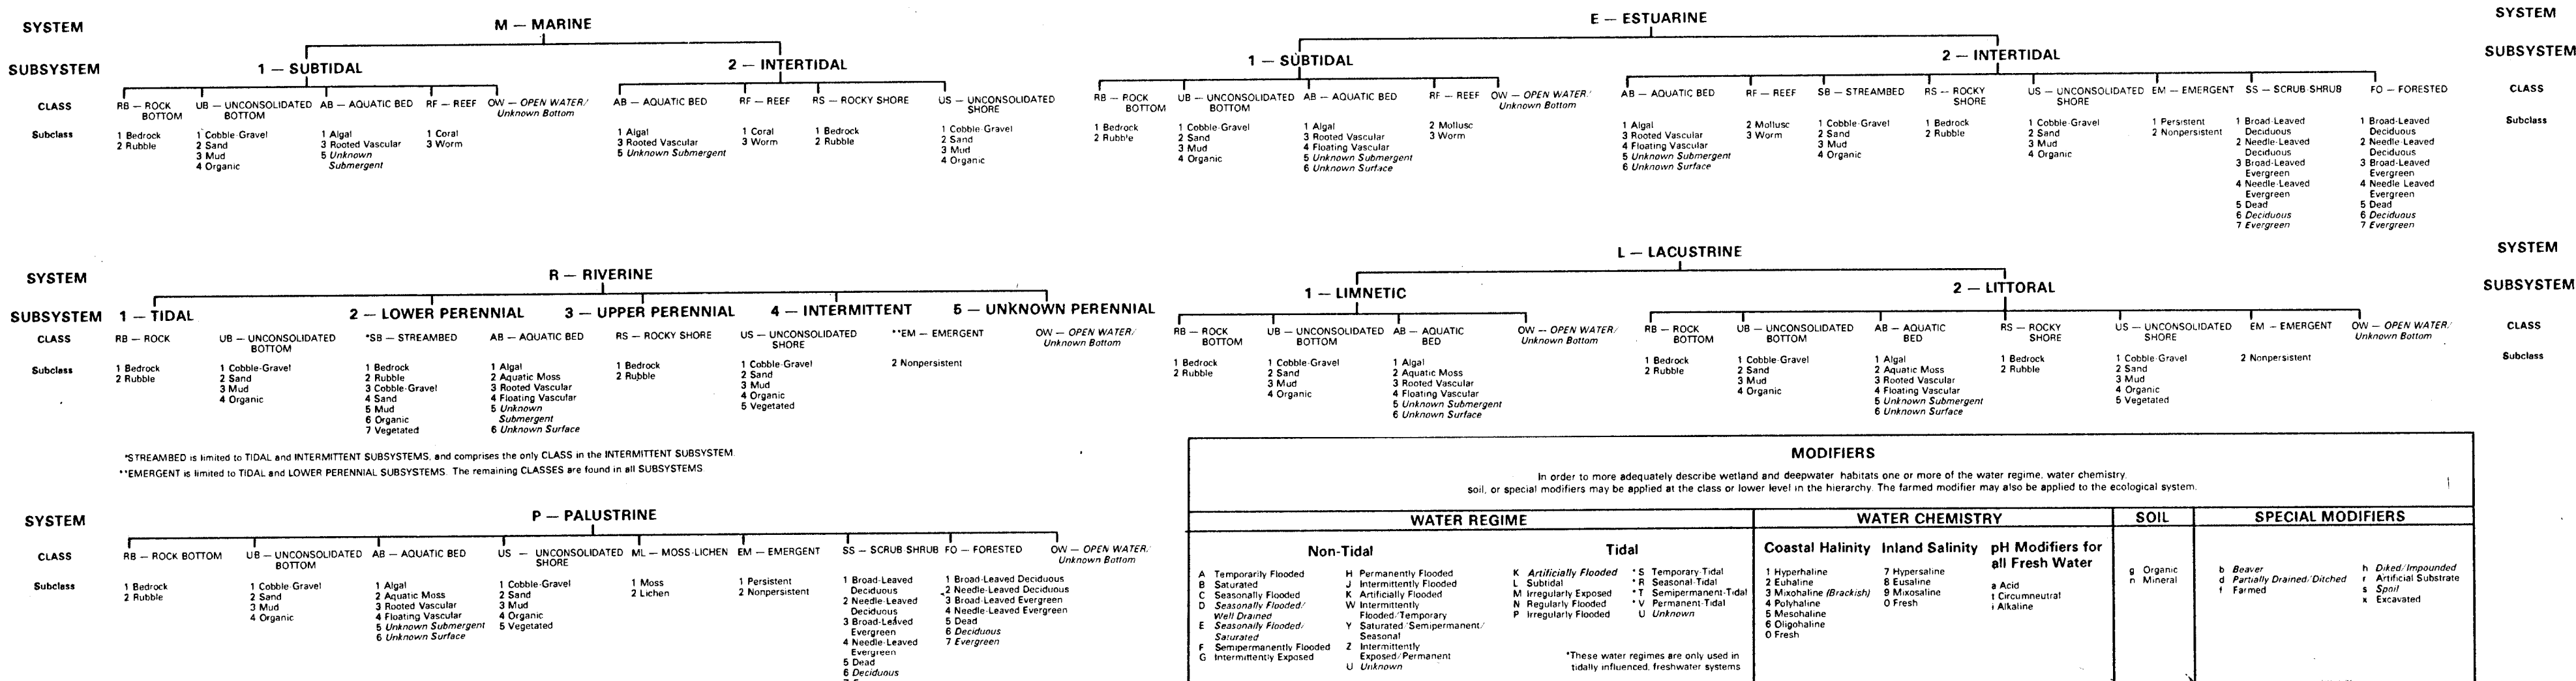 SYSTEM
M — MARINE
SUBSYSTEM
1 — SUBTIDAL
2 — INTERTIDAL
CLASS
RB — ROCK
BOTTOM
UB — UNCONSOLIDATED
BOTTOM
AB — AQUATIC BED
RF — REEF
OW — OPEN WATER/
Unknown Bottom
AB — AQUATIC BED
RF — REEF
RS — ROCKY SHORE
US — UNCONSOLIDATED
SHORE
Subclass
1 Bedrock
2 Rubble
1 Cobble-Gravel
2 Sand
3 Mud
4 Organic
1 Algal
3 Rooted Vascular
5 Unknown
Submergent
1 Coral
3 Worm
1 Algal
3 Rooted Vascular
5 Unknown Submergent
1 Coral
3 Worm
1 Bedrock
2 Rubble
1 Cobble-Gravel
2 Sand
3 Mud
4 Organic
E — ESTUARINE
SYSTEM
1 — SUBTIDAL
2 — INTERTIDAL
SUBSYSTEM
RB — ROCK
BOTTOM
UB — UNCONSOLIDATED
BOTTOM
AB — AQUATIC BED
RF — REEF
OW — OPEN WATER/
Unknown Bottom
AB — AQUATIC BED
RF — REEF
SB — STREAMBED
RS — ROCKY
SHORE
US — UNCONSOLIDATED
SHORE
EM — EMERGENT
SS — SCRUB-SHRUB
FO — FORESTED
CLASS
1 Bedrock
2 Rubble
1 Cobble-Gravel
2 Sand
3 Mud
4 Organic
1 Algal
3 Rooted Vascular
4 Floating Vascular
5 Unknown Submergent
6 Unknown Surface
2 Mollusc
3 Worm
1 Algal
3 Rooted Vascular
4 Floating Vascular
5 Unknown Submergent
6 Unknown Surface
2 Mollusc
3 Worm
1 Cobble-Gravel
2 Sand
3 Mud
4 Organic
1 Bedrock
2 Rubble
1 Cobble-Gravel
2 Sand
3 Mud
4 Organic
1 Persistent
2 Nonpersistent
1 Broad-Leaved
Deciduous
2 Needle-Leaved
Deciduous
3 Broad-Leaved
Evergreen
4 Needle-Leaved
Evergreen
5 Dead
6 Deciduous
7 Evergreen
1 Broad-Leaved
Deciduous
2 Needle-Leaved
Deciduous
3 Broad-Leaved
Evergreen
4 Needle Leaved
Evergreen
5 Dead
6 Deciduous
7 Evergreen
Subclass
SYSTEM
R — RIVERINE
SUBSYSTEM
1 — TIDAL
2 — LOWER PERENNIAL
3 — UPPER PERENNIAL
4 — INTERMITTENT
5 — UNKNOWN PERENNIAL
CLASS
RB — ROCK
UB — UNCONSOLIDATED
BOTTOM
*SB — STREAMBED
AB — AQUATIC BED
RS — ROCKY SHORE
US — UNCONSOLIDATED
SHORE
**EM — EMERGENT
OW — OPEN WATER/
Unknown Bottom
Subclass
1 Bedrock
2 Rubble
1 Cobble-Gravel
2 Sand
3 Mud
4 Organic
1 Bedrock
2 Rubble
3 Cobble-Gravel
4 Sand
5 Mud
6 Organic
7 Vegetated
1 Algal
2 Aquatic Moss
3 Rooted Vascular
4 Floating Vascular
5 Unknown
Submergent
6 Unknown Surface
1 Bedrock
2 Rubble
1 Cobble-Gravel
2 Sand
3 Mud
4 Organic
5 Vegetated
2 Nonpersistent
*STREAMBED is limited to TIDAL and INTERMITTENT SUBSYSTEMS, and comprises the only CLASS in the INTERMITTENT SUBSYSTEM.
**EMERGENT is limited to TIDAL and LOWER PERENNIAL SUBSYSTEMS. The remaining CLASSES are found in all SUBSYSTEMS
L — LACUSTRINE
SYSTEM
1 — LIMNETIC
2 — LITTORAL
SUBSYSTEM
RB — ROCK
BOTTOM
UB — UNCONSOLIDATED
BOTTOM
AB — AQUATIC
BED
OW — OPEN WATER/
Unknown Bottom
RB — ROCK
BOTTOM
UB — UNCONSOLIDATED
BOTTOM
AB — AQUATIC
BED
RS — ROCKY
SHORE
US — UNCONSOLIDATED
SHORE
EM — EMERGENT
OW — OPEN WATER/
Unknown Bottom
CLASS
1 Bedrock
2 Rubble
1 Cobble-Gravel
2 Sand
3 Mud
4 Organic
1 Algal
2 Aquatic Moss
3 Rooted Vascular
4 Floating Vascular
5 Unknown Submergent
6 Unknown Surface
1 Bedrock
2 Rubble
1 Cobble-Gravel
2 Sand
3 Mud
4 Organic
1 Algal
2 Aquatic Moss
3 Rooted Vascular
4 Floating Vascular
5 Unknown Submergent
6 Unknown Surface
1 Bedrock
2 Rubble
1 Cobble-Gravel
2 Sand
3 Mud
4 Organic
5 Vegetated
2 Nonpersistent
Subclass
SYSTEM
P — PALUSTRINE
CLASS
RB — ROCK BOTTOM
UB — UNCONSOLIDATED
BOTTOM
AB — AQUATIC BED
US — UNCONSOLIDATED
SHORE
ML — MOSS-LICHEN
EM — EMERGENT
SS — SCRUB SHRUB
FO — FORESTED
OW — OPEN WATER/
Unknown Bottom
Subclass
1 Bedrock
2 Rubble
1 Cobble-Gravel
2 Sand
3 Mud
4 Organic
1 Algal
2 Aquatic Moss
3 Rooted Vascular
4 Floating Vascular
5 Unknown Submergent
6 Unknown Surface
1 Cobble-Gravel
2 Sand
3 Mud
4 Organic
5 Vegetated
1 Moss
2 Lichen
1 Persistent
2 Nonpersistent
1 Broad-Leaved
Deciduous
2 Needle-Leaved
Deciduous
3 Broad-Leaved
Evergreen
4 Needle-Leaved
Evergreen
5 Dead
6 Deciduous
1 Broad-Leaved Deciduous
2 Needle-Leaved Deciduous
3 Broad-Leaved Evergreen
4 Needle-Leaved Evergreen
5 Dead
6 Deciduous
7 Evergreen
MODIFIERS
In order to more adequately describe wetland and deepwater habitats one or more of the water regime, water chemistry,
soil, or special modifiers may be applied at the class or lower level in the hierarchy. The farmed modifier may also be applied to the ecological system.
WATER REGIME
Non-Tidal
A Temporarily Flooded
B Saturated
C Seasonally Flooded
D Seasonally Flooded/
Well Drained
E Seasonally Flooded/
Saturated
F Semipermanently Flooded
G Intermittently Exposed
H Permanently Flooded
J Intermittently Flooded
K Artificially Flooded
W Intermittently
Flooded/Temporary
Y Saturated/Semipermanent/
Seasonal
Z Intermittently
Exposed/Permanent
U Unknown
Tidal
K Artificially Flooded
L Subtidal
M Irregularly Exposed
N Regularly Flooded
P Irregularly Flooded
*S Temporary-Tidal
*R Seasonal-Tidal
*T Semipermanent-Tidal
*V Permanent-Tidal
U Unknown
*These water regimes are only used in
tidally influenced, freshwater systems
WATER CHEMISTRY
Coastal Halinity
1 Hyperhaline
2 Euhaline
3 Mixohaline (Brackish)
4 Polyhaline
5 Mesohaline
6 Oligohaline
0 Fresh
Inland Salinity
7 Hypersaline
8 Eusaline
9 Mixosaline
0 Fresh
pH Modifiers for
all Fresh Water
a Acid
t Circumneutral
i Alkaline
SOIL
g Organic
n Mineral
SPECIAL MODIFIERS
b Beaver
d Partially Drained/Ditched
f Farmed
h Diked/Impounded
r Artificial Substrate
s Spoil
x Excavated